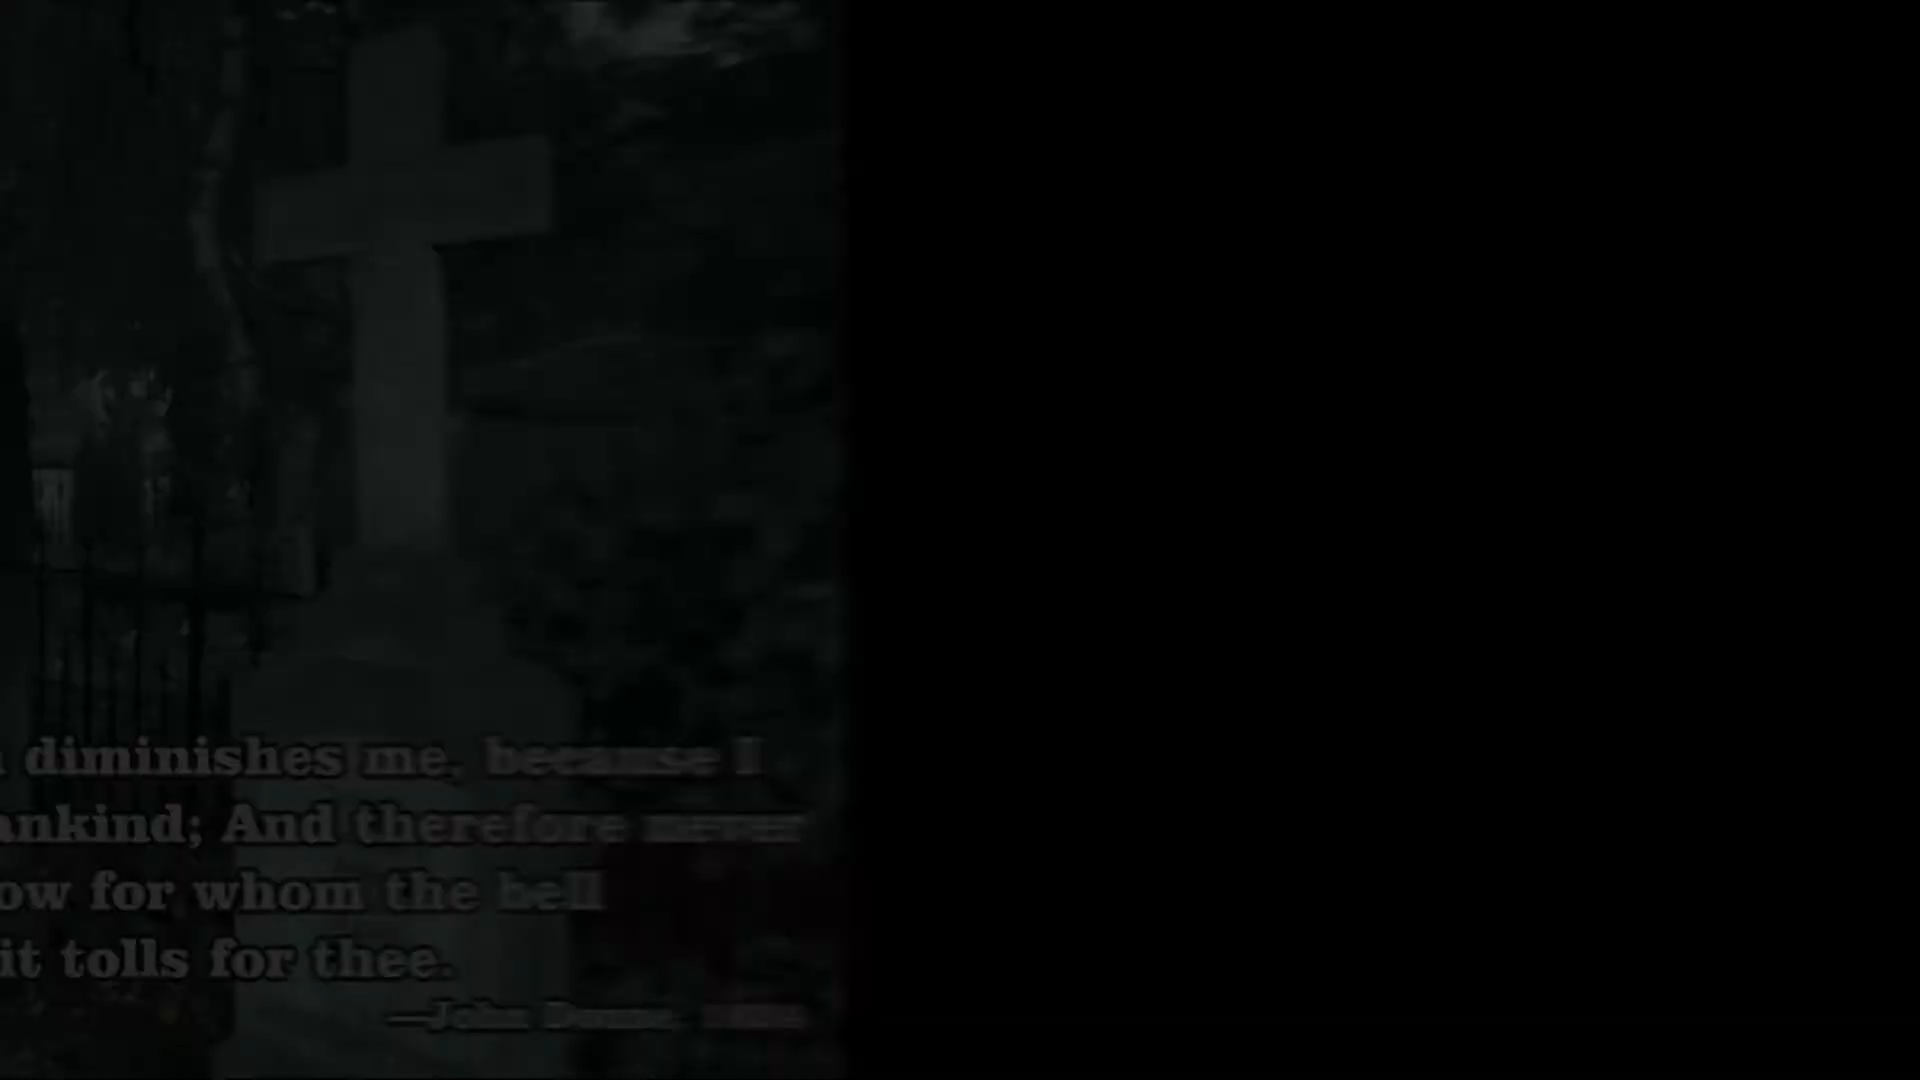 diminishes me, because I
ankind; And therefore never
ow for whom the bell
it tolls for thee.
—John Donne,